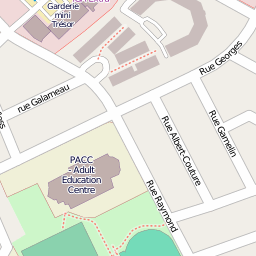 Garderie
mini
Trésor
Rue Georges
rue Galarneau
Rue Gamelin
Rue Albert-Couture
PACC
- Adult
Education
Centre
Rue Raymond